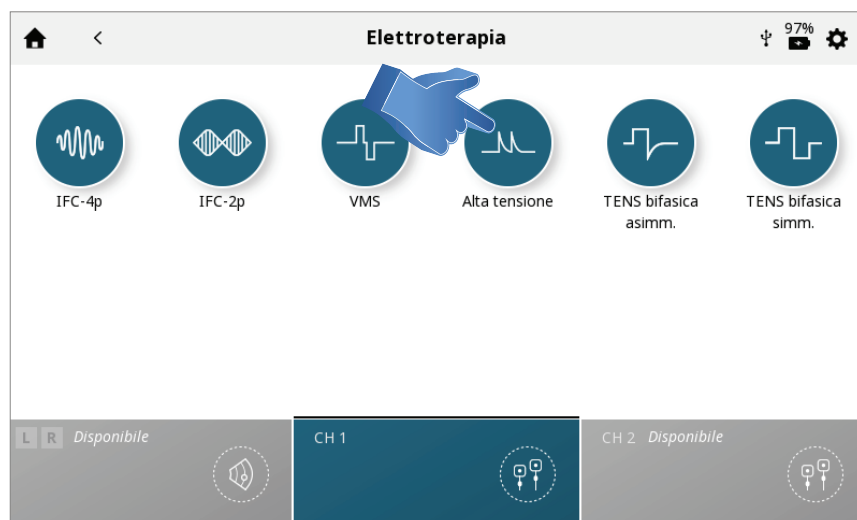 Elettroterapia
97%
IFC-4p
IFC-2p
VMS
Alta tensione
TENS bifasica
asimm.
TENS bifasica
simm.
L R Disponibile
CH 1
CH 2 Disponibile